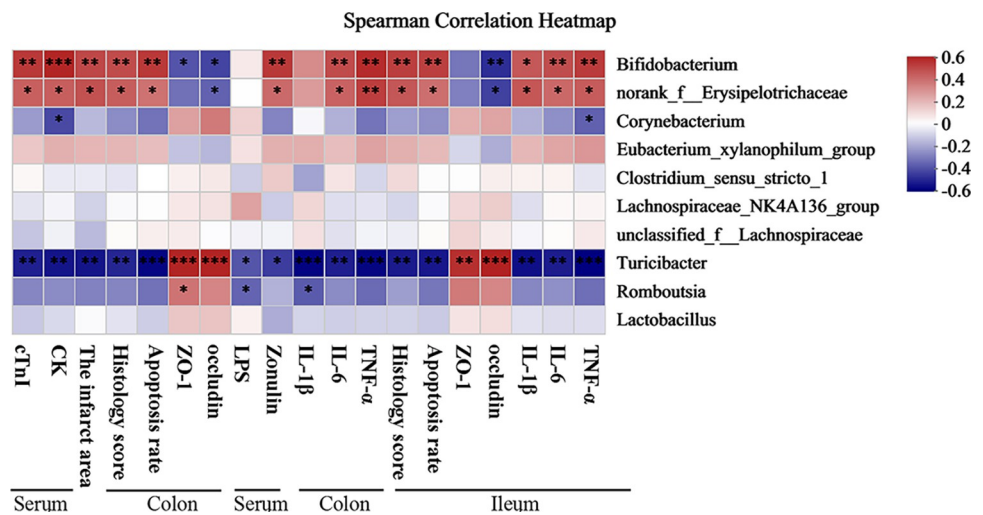 Spearman Correlation Heatmap
** *** ** ** ** * * ** ** ** ** ** ** * ** ** Bifidobacterium
* * * * * * * * ** * * * * * * norank_f__Erysipelotrichaceae
* * Corynebacterium
Eubacterium_xylanophilum_group
Clostridium_sensu_stricto_1
Lachnospiraceae_NK4A136_group
unclassified_f__Lachnospiraceae
** ** ** ** *** *** *** * * *** ** *** ** ** ** *** ** ** *** Turicibacter
* * * Romboutsia
Lactobacillus
0.6
0.4
0.2
0
-0.2
-0.4
-0.6
cTnI
CK
The infarct area
Histology score
Apoptosis rate
ZO-1
occludin
LPS
Zonulin
IL-1β
IL-6
TNF-α
Histology score
Apoptosis rate
ZO-1
occludin
IL-1β
IL-6
TNF-α
Serum Colon Serum Colon Ileum